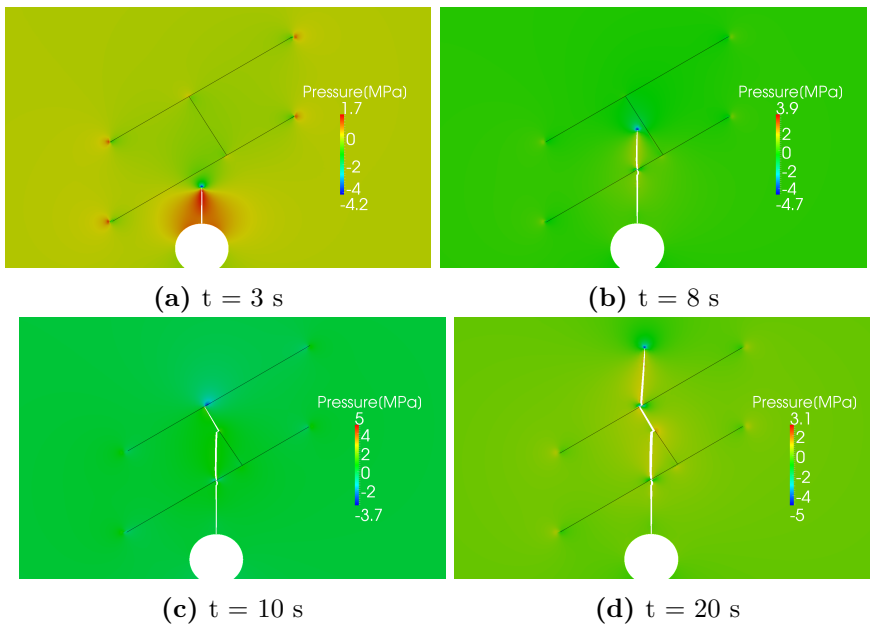 Pressure(MPa)
1.7
0
-2
-4
-4.2
(a) t = 3 s
Pressure(MPa)
3.9
2
0
-2
-4.7
(b) t = 8 s
Pressure(MPa)
5
4
2
0
-2
-3.7
(c) t = 10 s
Pressure(MPa)
3.1
2
0
-2
-4
-5
(d) t = 20 s